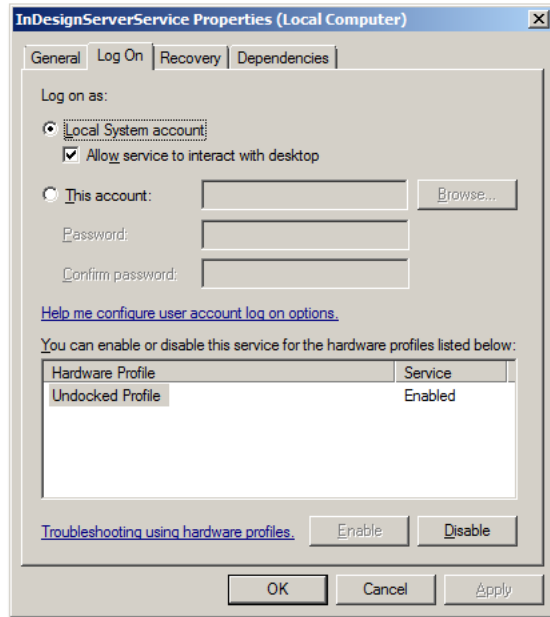 InDesignServerService Properties (Local Computer)
General Log On Recovery Dependencies
Log on as:
Local System account
Allow service to interact with desktop
This account:
Browse...
Password:
Confirm password:
Help me configure user account log on options.
You can enable or disable this service for the hardware profiles listed below:
Hardware Profile Service
Undocked Profile Enabled
Troubleshooting using hardware profiles. Enable Disable
OK Cancel Apply